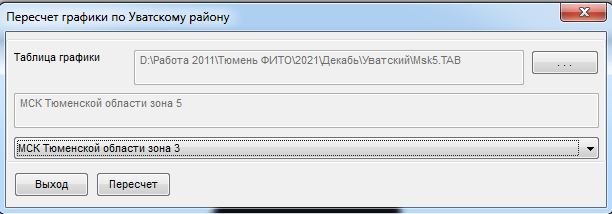 Пересчет графики по Уватскому району
Таблица графики
D:\Работа 2011\Тюмень ФИТО\2021\Декабь\Уватский\Msk5.TAB
. . .
МСК Тюменской области зона 5
МСК Тюменской области зона 3
Выход
Пересчет